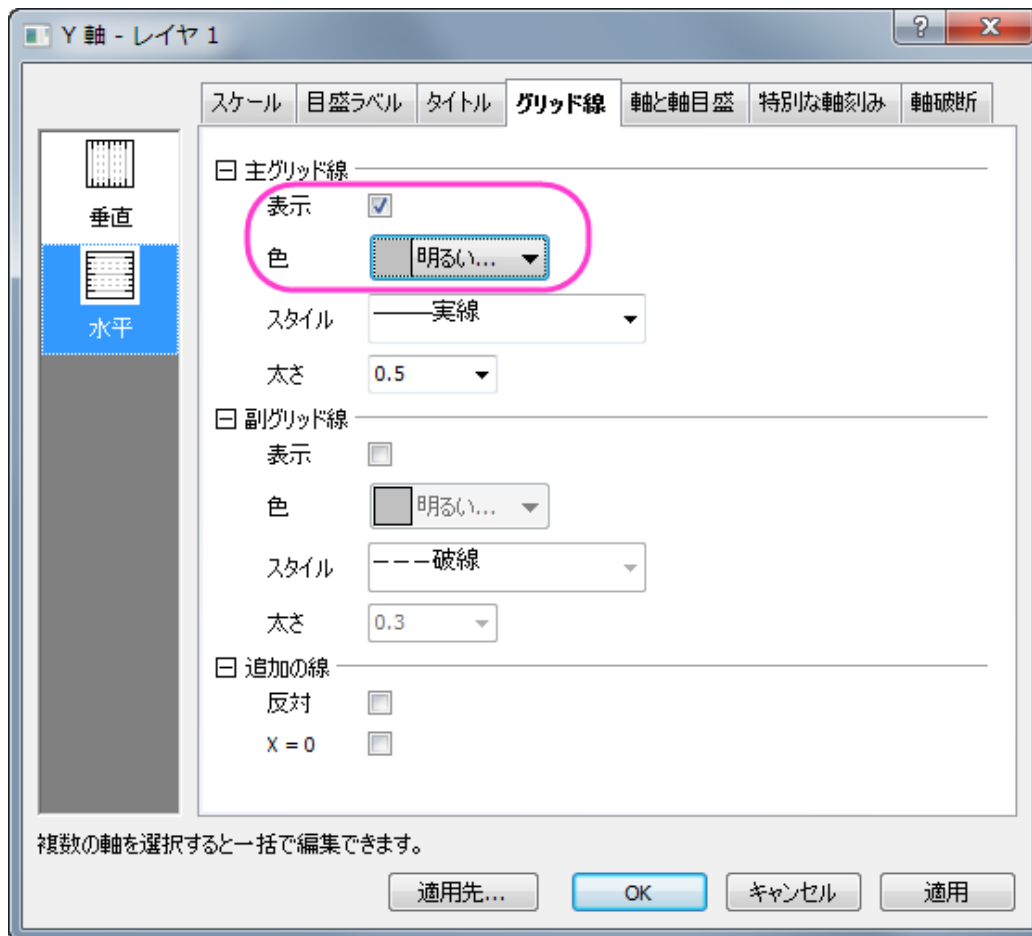 Y 軸 - レイヤ 1
スケール 目盛ラベル タイトル グリッド線 軸と軸目盛 特別な軸刻み 軸破断
垂直
水平
主グリッド線
表示
色 明るい...
スタイル 実線
太さ 0.5
副グリッド線
表示
色 明るい...
スタイル 破線
太さ 0.3
追加の線
反対
X = 0
複数の軸を選択すると一括で編集できます。
適用先... OK キャンセル 適用